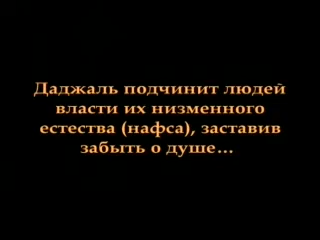 Даджаль подчинит людей
власти их низменного
естества (нафса), заставив
забыть о душе...